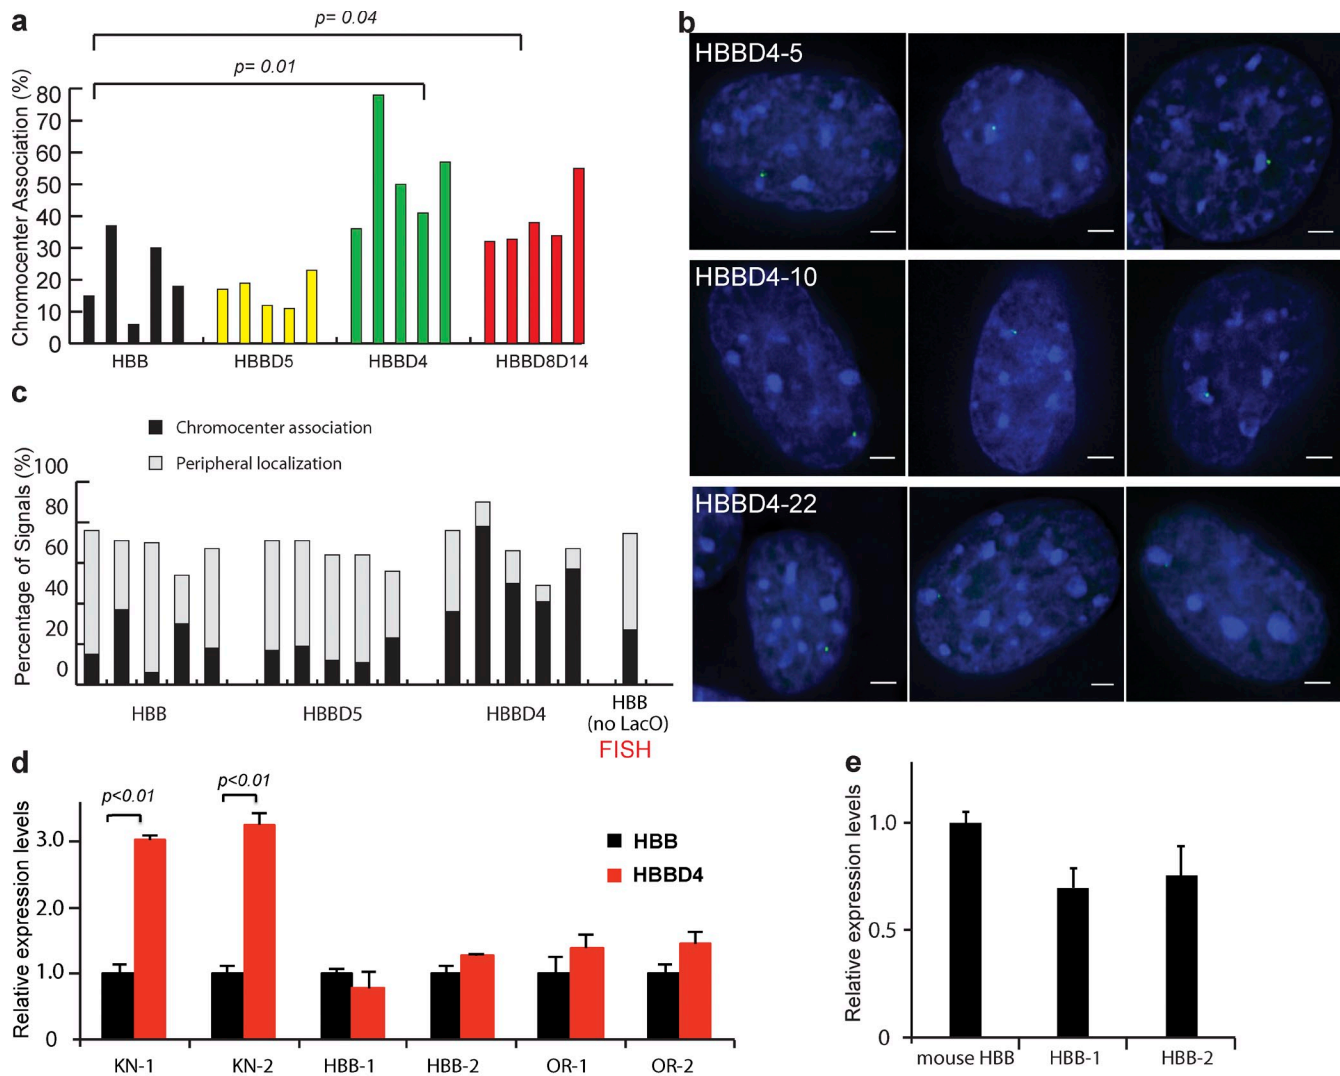 a
p= 0.04
p= 0.01
Chromocenter Association (%)
80
70
60
50
40
30
20
10
0
HBB
HBBD5
HBBD4
HBBD8D14
b
HBBD4-5
HBBD4-10
HBBD4-22
c
Chromocenter association
Peripheral localization
Percentage of Signals (%)
100
80
60
40
20
0
HBB
HBBD5
HBBD4
HBB
(no LacO)
FISH
d
p<0.01
p<0.01
HBB
HBBD4
Relative expression levels
3.0
2.0
1.0
0
KN-1
KN-2
HBB-1
HBB-2
OR-1
OR-2
e
Relative expression levels
1.0
0.5
0
mouse HBB
HBB-1
HBB-2